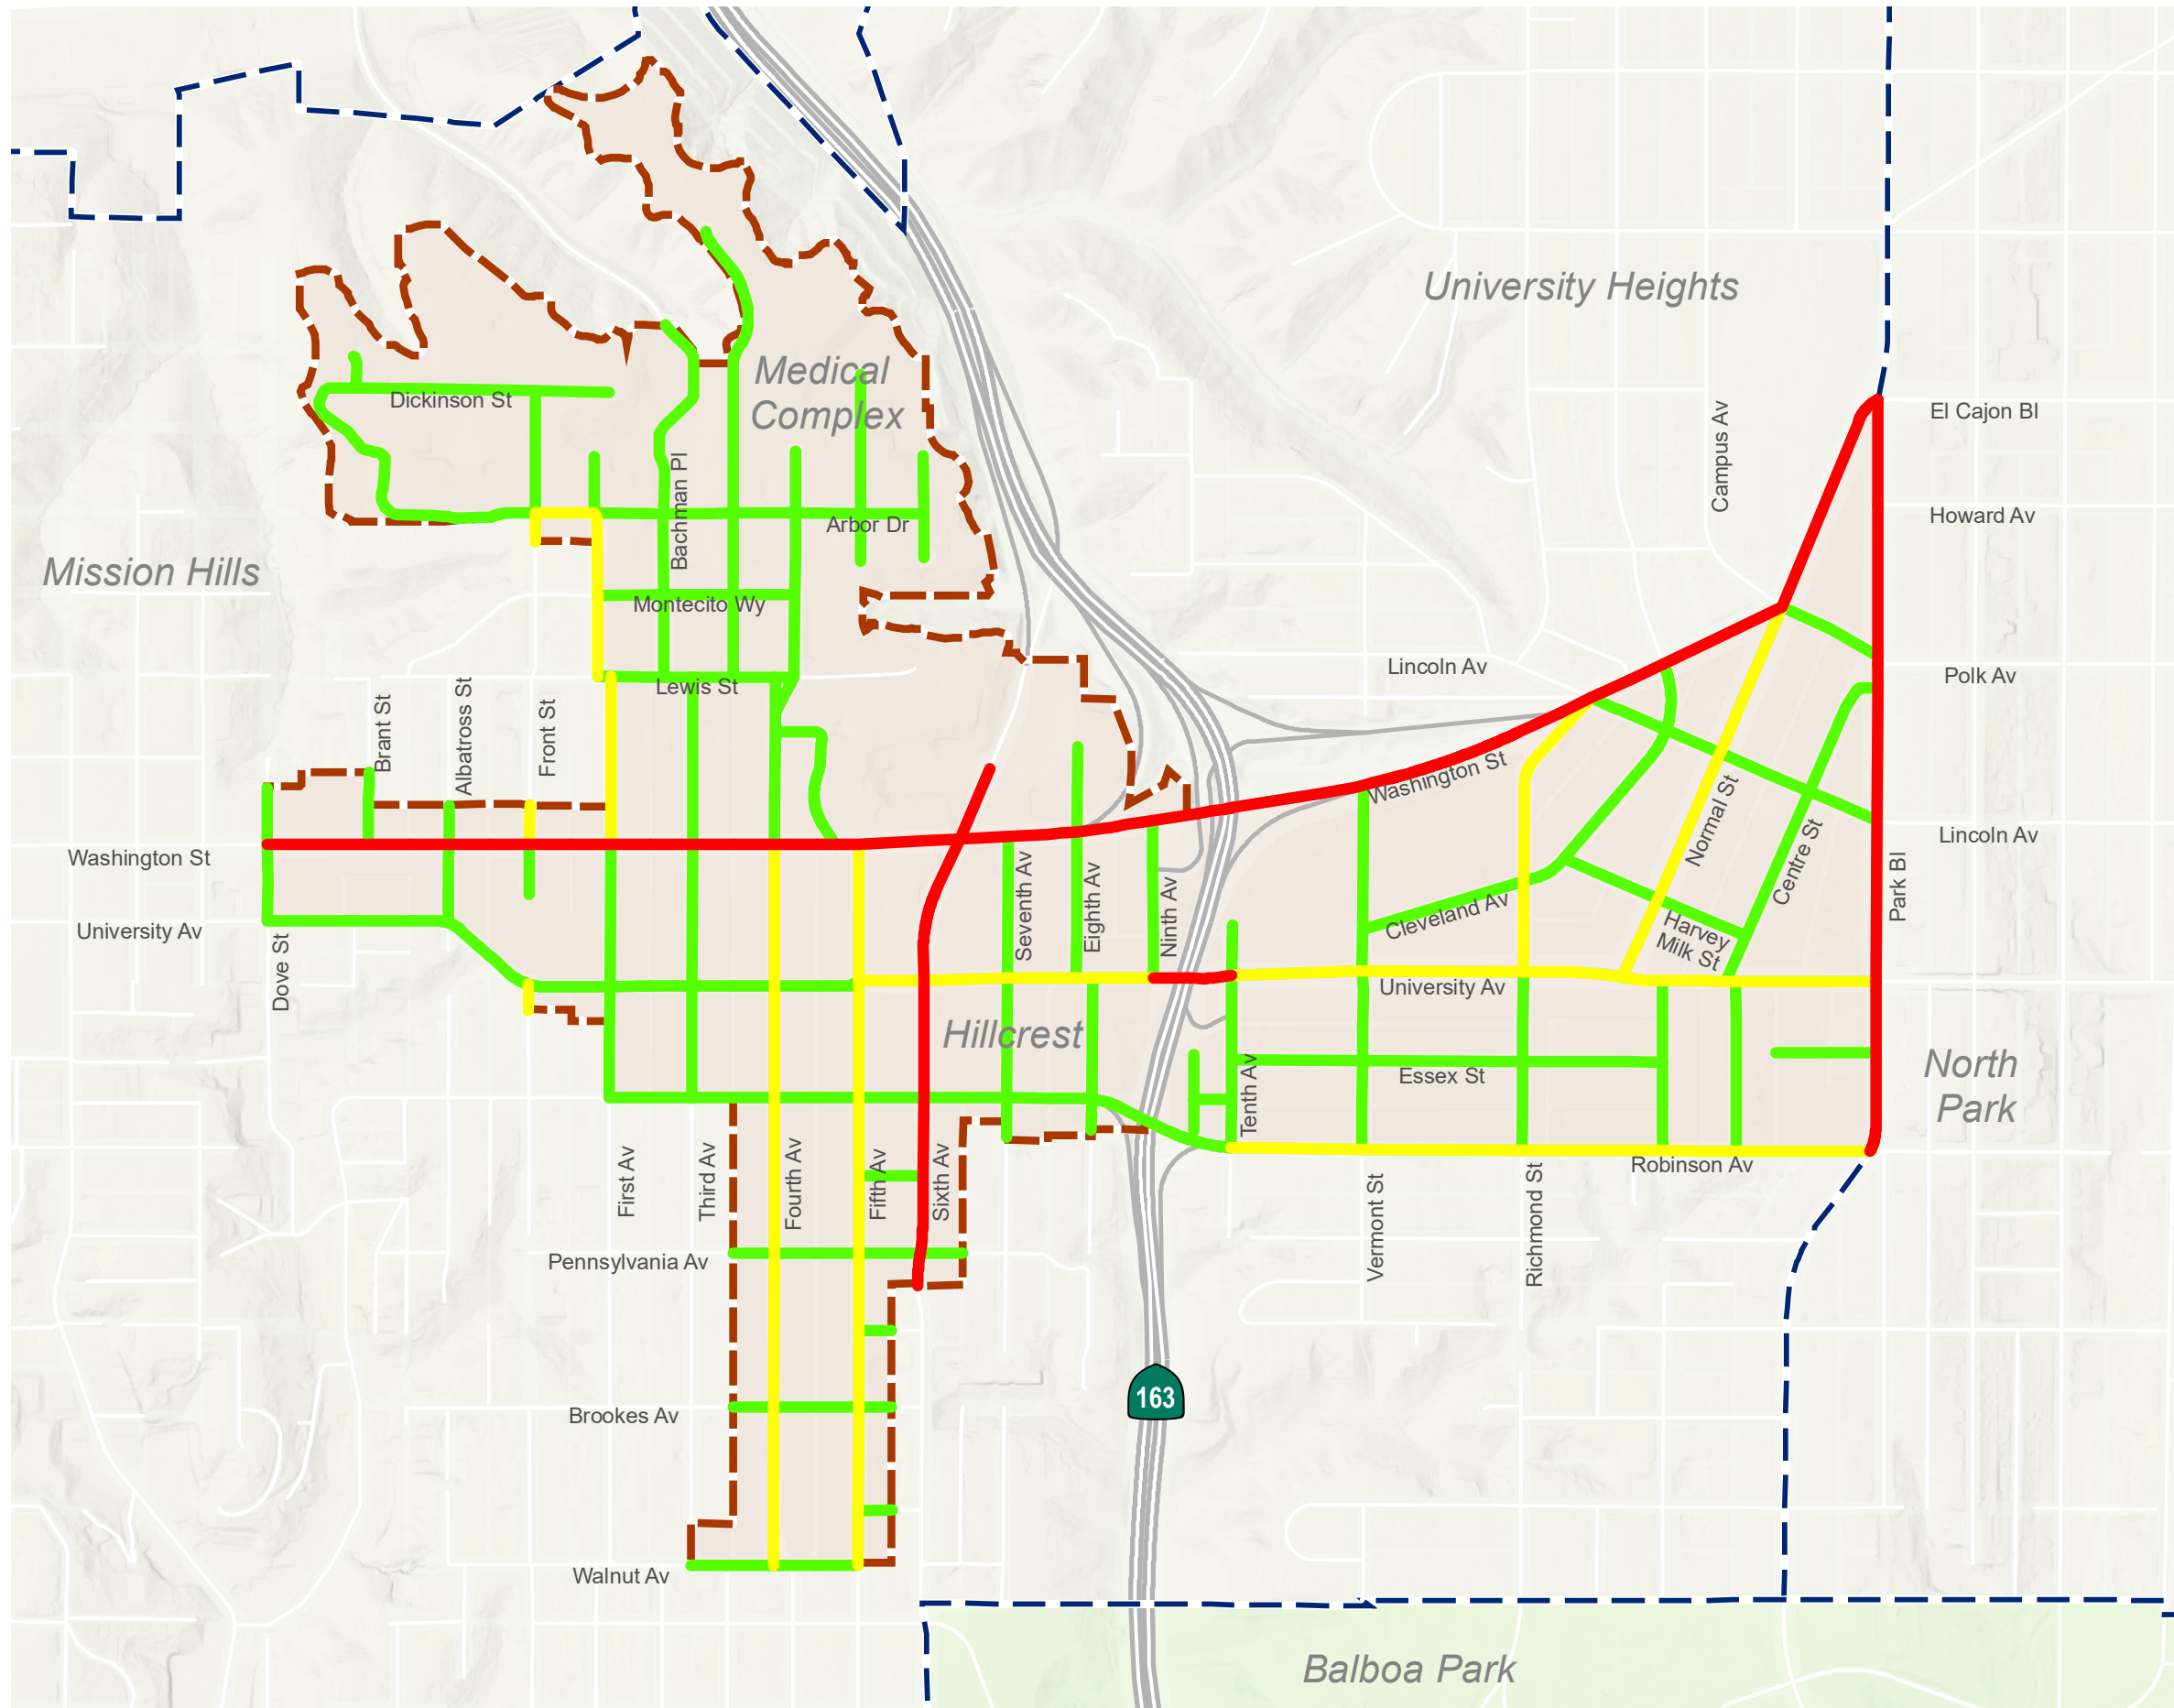 University Heights
Medical
Complex
Dickinson St
El Cajon Bl
Campus Av
Howard Av
Bachman Pl
Arbor Dr
Mission Hills
Montecito Wy
Lincoln Av
Polk Av
Lewis St
Brant St
Albatross St
Front St
Washington St
Normal St
Centre St
Lincoln Av
Park Bl
Washington St
Seventh Av
Eighth Av
Ninth Av
Cleveland Av
Harvey
Milk St
University Av
Dove St
University Av
Hillcrest
Essex St
Tenth Av
North
Park
First Av
Third Av
Fourth Av
Fifth Av
Sixth Av
Robinson Av
Vermont St
Richmond St
Pennsylvania Av
163
Brookes Av
Walnut Av
Balboa Park